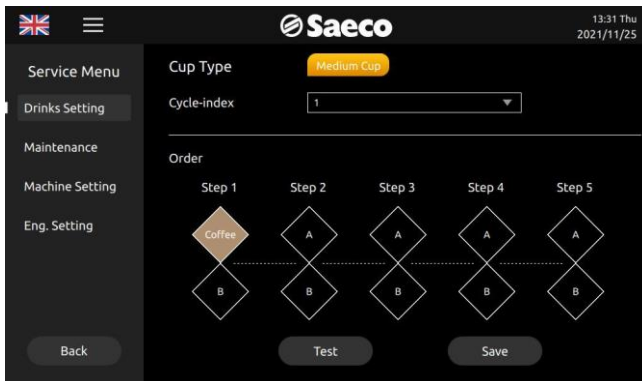 Saeco
13:31 Thu
2021/11/25
Service Menu
Drinks Setting
Maintenance
Machine Setting
Eng. Setting
Back
Cup Type
Medium Cup
Cycle-index
1
Order
Step 1 Step 2 Step 3 Step 4 Step 5
Coffee A A A A
B B B B B
Test Save